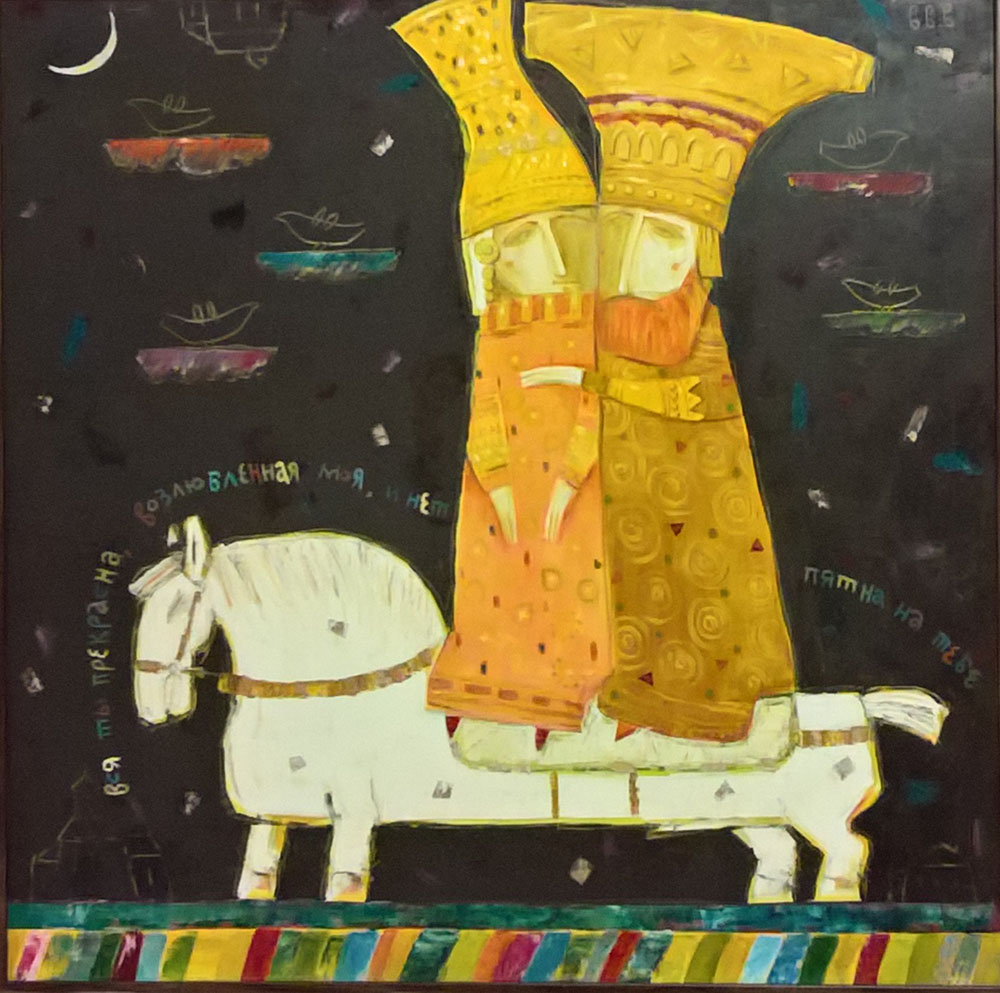 в.в.в
вся ты прекрасна,
возлюбленная моя, и нет
пятна на тебе